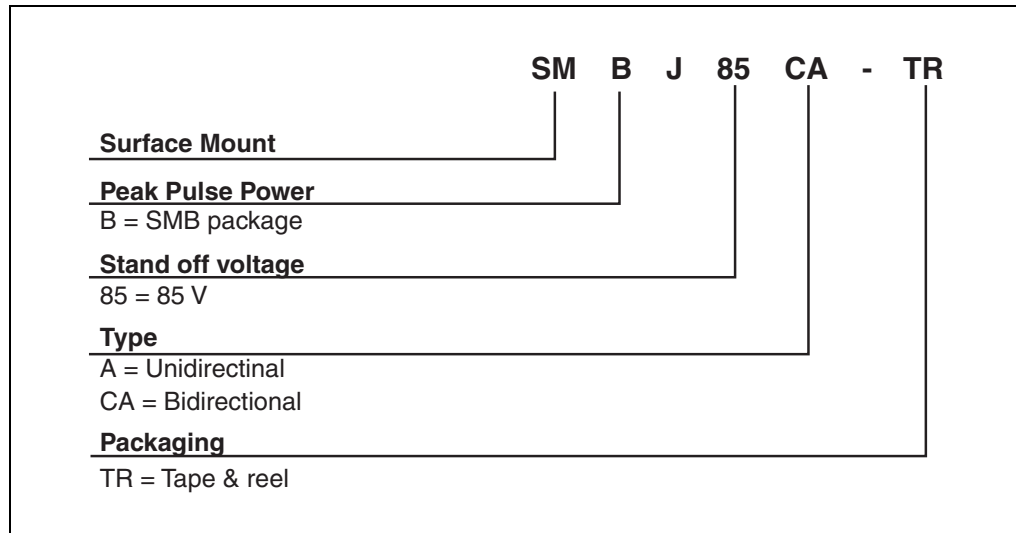 SM B J 85 CA - TR
Surface Mount
Peak Pulse Power
B = SMB package
Stand off voltage
85 = 85 V
Type
A = Unidirectinal
CA = Bidirectional
Packaging
TR = Tape & reel